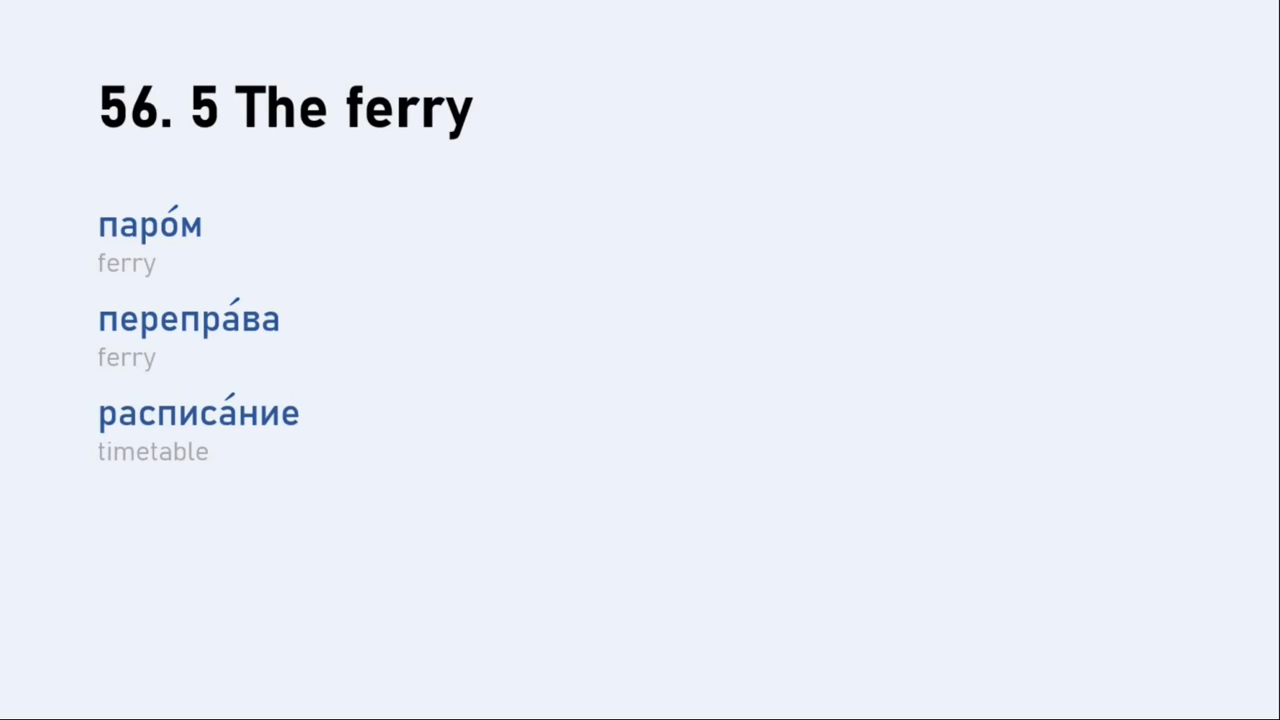 56. 5 The ferry
паро́м
ferry
перепра́ва
ferry
расписа́ние
timetable